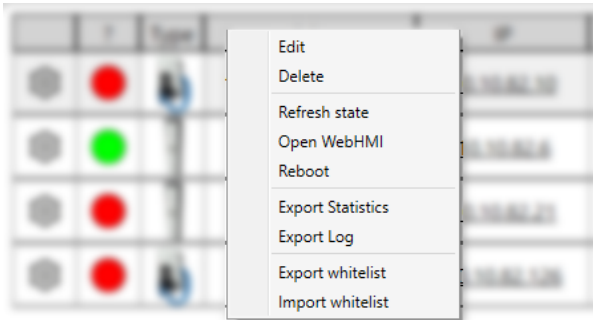 ?
Type
IP
Edit
Delete
Refresh state
Open WebHMI
Reboot
Export Statistics
Export Log
Export whitelist
Import whitelist